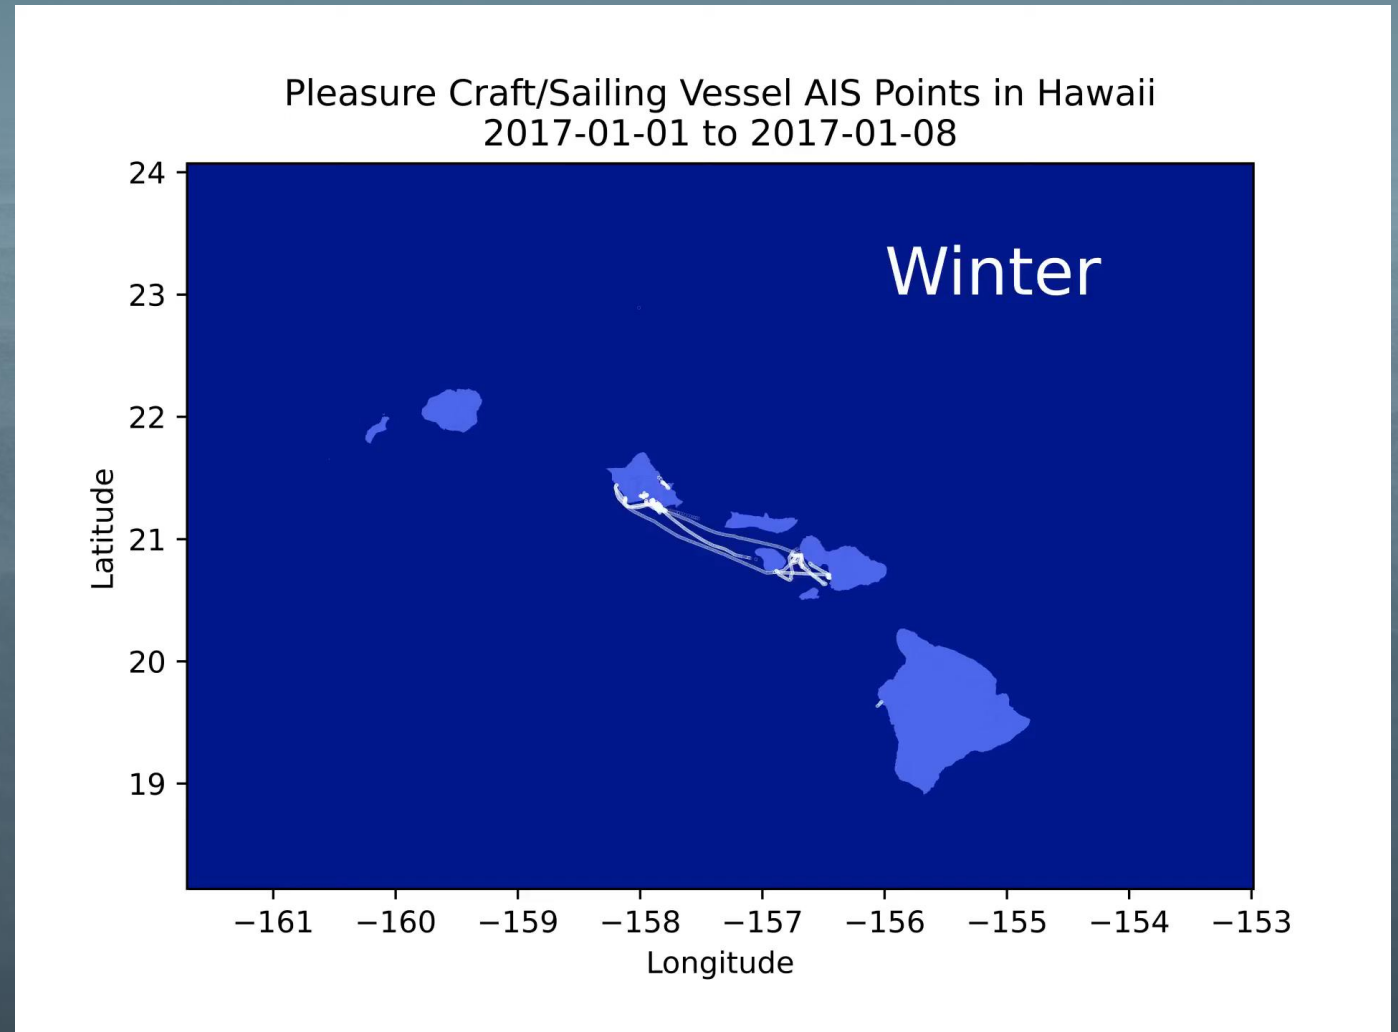 Pleasure Craft/Sailing Vessel AIS Points in Hawaii
2017-01-01 to 2017-01-08
Winter
24
23
22
21
20
19
Latitude
−161 −160 −159 −158 −157 −156 −155 −154 −153
Longitude